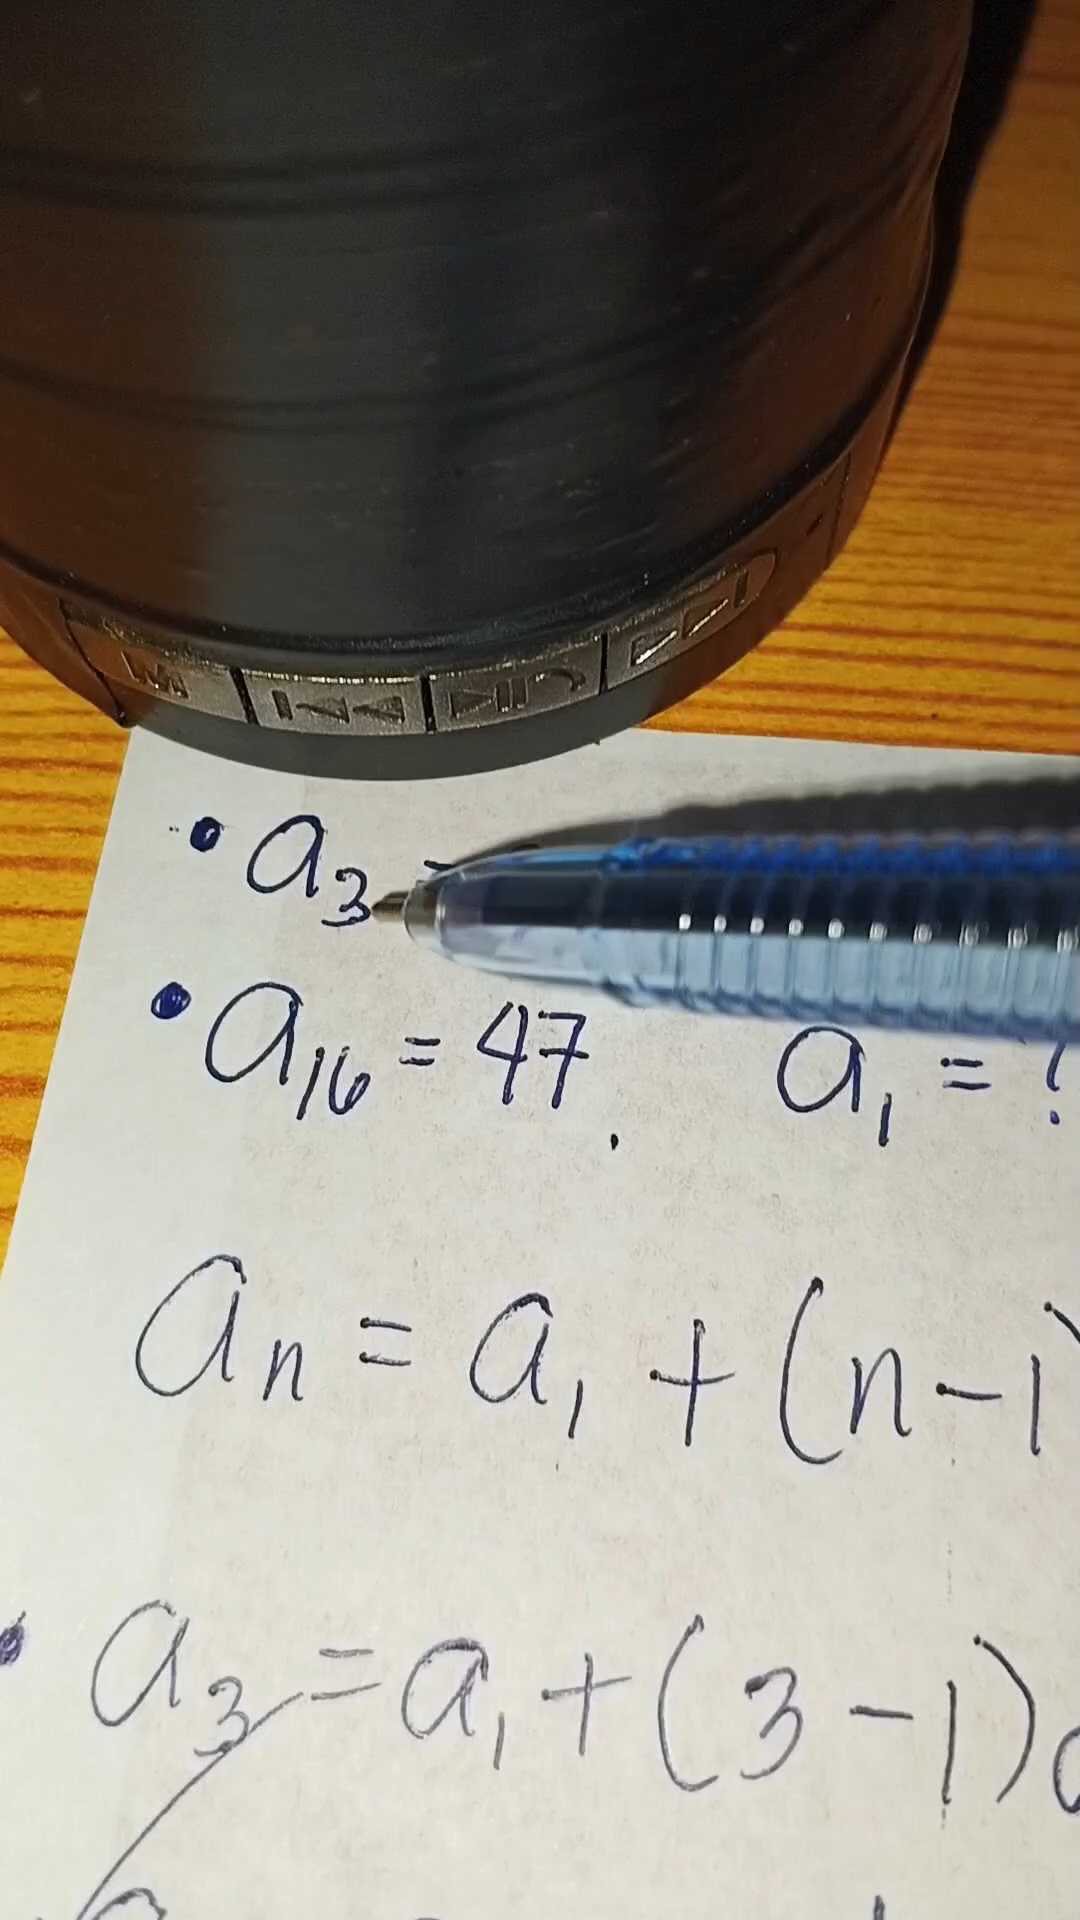 M
• a₃ =
• a₁₆ = 47 a₁ = ?
aₙ = a₁ + (n-1)
• a₃ = a₁ + (3-1)d